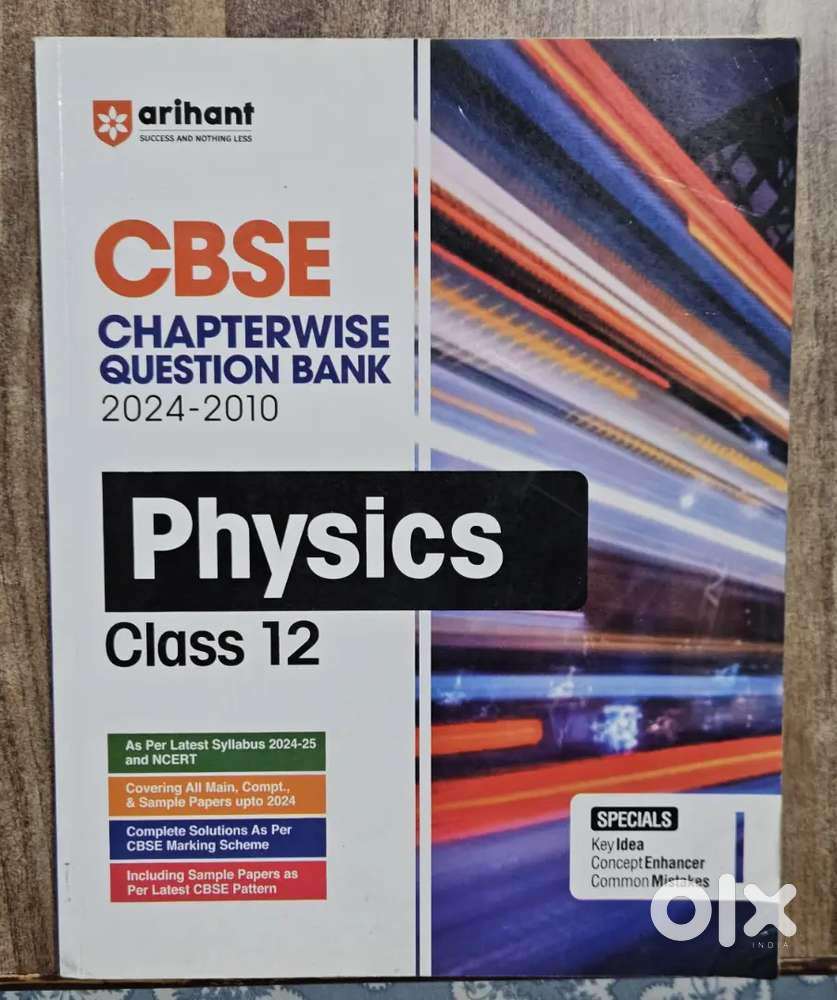 arihant
SUCCESS AND NOTHING LESS
CBSE
CHAPTERWISE
QUESTION BANK
2024-2010
Physics
Class 12
As Per Latest Syllabus 2024-25
and NCERT
Covering All Main, Compt.,
& Sample Papers upto 2024
Complete Solutions As Per
CBSE Marking Scheme
Including Sample Papers as
Per Latest CBSE Pattern
SPECIALS
Key Idea
Concept Enhancer
Common Mistakes
olx
INDIA